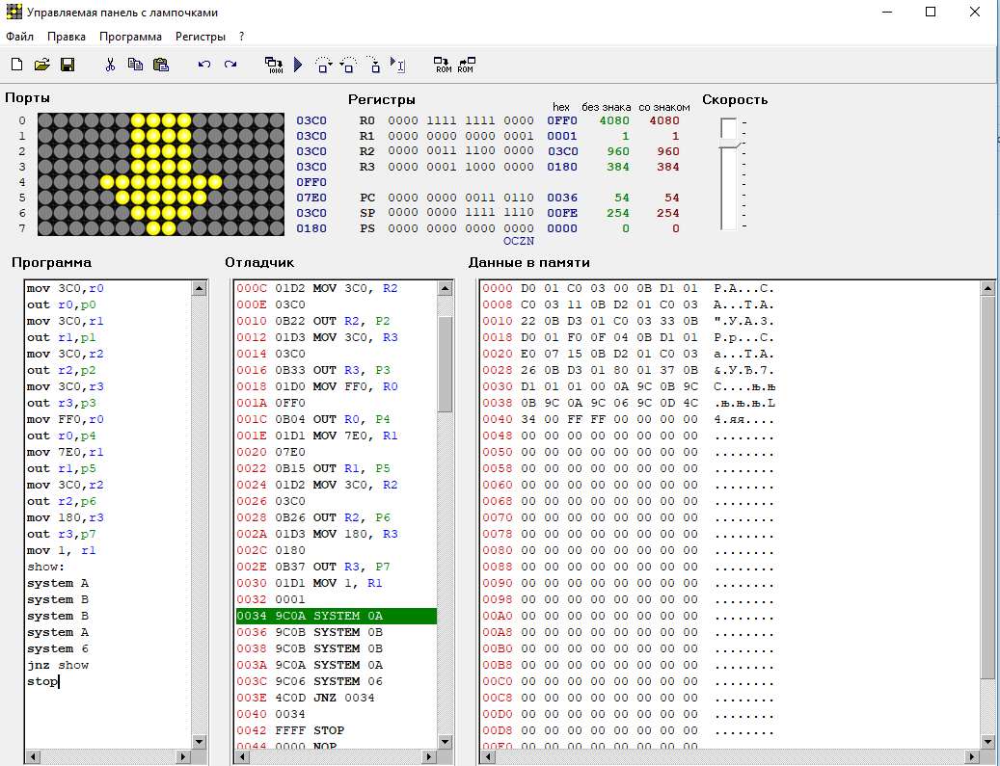 Управляемая панель с лампочками
Файл Правка Программа Регистры ?
Порты
0 03C0
1 03C0
2 03C0
3 03C0
4 0FF0
5 07E0
6 03C0
7 0180
Регистры hex без знака со знаком
R0 0000 1111 1111 0000 0FF0 4080 4080
R1 0000 0000 0000 0001 0001 1 1
R2 0000 0011 1100 0000 03C0 960 960
R3 0000 0001 1000 0000 0180 384 384
PC 0000 0000 0011 0110 0036 54 54
SP 0000 0000 1111 1110 00FE 254 254
PS 0000 0000 0000 0000 0000 0 0
OCZN
Скорость
Программа
mov 3C0,r0
out r0,p0
mov 3C0,r1
out r1,p1
mov 3C0,r2
out r2,p2
mov 3C0,r3
out r3,p3
mov FF0,r0
out r0,p4
mov 7E0,r1
out r1,p5
mov 3C0,r2
out r2,p6
mov 180,r3
out r3,p7
mov 1, r1
show:
system A
system B
system B
system A
system 6
jnz show
stop
Отладчик
000C 01D2 MOV 3C0, R2
000E 03C0
0010 0B22 OUT R2, P2
0012 01D3 MOV 3C0, R3
0014 03C0
0016 0B33 OUT R3, P3
0018 01D0 MOV FF0, R0
001A 0FF0
001C 0B04 OUT R0, P4
001E 01D1 MOV 7E0, R1
0020 07E0
0022 0B15 OUT R1, P5
0024 01D2 MOV 3C0, R2
0026 03C0
0028 0B26 OUT R2, P6
002A 01D3 MOV 180, R3
002C 0180
002E 0B37 OUT R3, P7
0030 01D1 MOV 1, R1
0032 0001
0034 9C0A SYSTEM 0A
0036 9C0B SYSTEM 0B
0038 9C0B SYSTEM 0B
003A 9C0A SYSTEM 0A
003C 9C06 SYSTEM 06
003E 4C0D JNZ 0034
0040 0034
0042 FFFF STOP
0044 0000 NOP
Данные в памяти
0000 D0 01 C0 03 00 0B D1 01 Р.А...С.
0008 C0 03 11 0B D2 01 C0 03 А...Т.А.
0010 22 0B D3 01 C0 03 33 0B ".У.А.3.
0018 D0 01 F0 0F 04 0B D1 01 Р.р...С.
0020 E0 07 15 0B D2 01 C0 03 а...Т.А.
0028 26 0B D3 01 80 01 37 0B &.У.Ђ.7.
0030 D1 01 01 00 0A 9C 0B 9C С....њ.њ
0038 0B 9C 0A 9C 06 9C 0D 4C .њ.њ.њ.L
0040 34 00 FF FF 00 00 00 00 4.яя....
0048 00 00 00 00 00 00 00 00 ........
0050 00 00 00 00 00 00 00 00 ........
0058 00 00 00 00 00 00 00 00 ........
0060 00 00 00 00 00 00 00 00 ........
0068 00 00 00 00 00 00 00 00 ........
0070 00 00 00 00 00 00 00 00 ........
0078 00 00 00 00 00 00 00 00 ........
0080 00 00 00 00 00 00 00 00 ........
0088 00 00 00 00 00 00 00 00 ........
0090 00 00 00 00 00 00 00 00 ........
0098 00 00 00 00 00 00 00 00 ........
00A0 00 00 00 00 00 00 00 00 ........
00A8 00 00 00 00 00 00 00 00 ........
00B0 00 00 00 00 00 00 00 00 ........
00B8 00 00 00 00 00 00 00 00 ........
00C0 00 00 00 00 00 00 00 00 ........
00C8 00 00 00 00 00 00 00 00 ........
00D0 00 00 00 00 00 00 00 00 ........
00D8 00 00 00 00 00 00 00 00 ........
00E0 00 00 00 00 00 00 00 00 ........